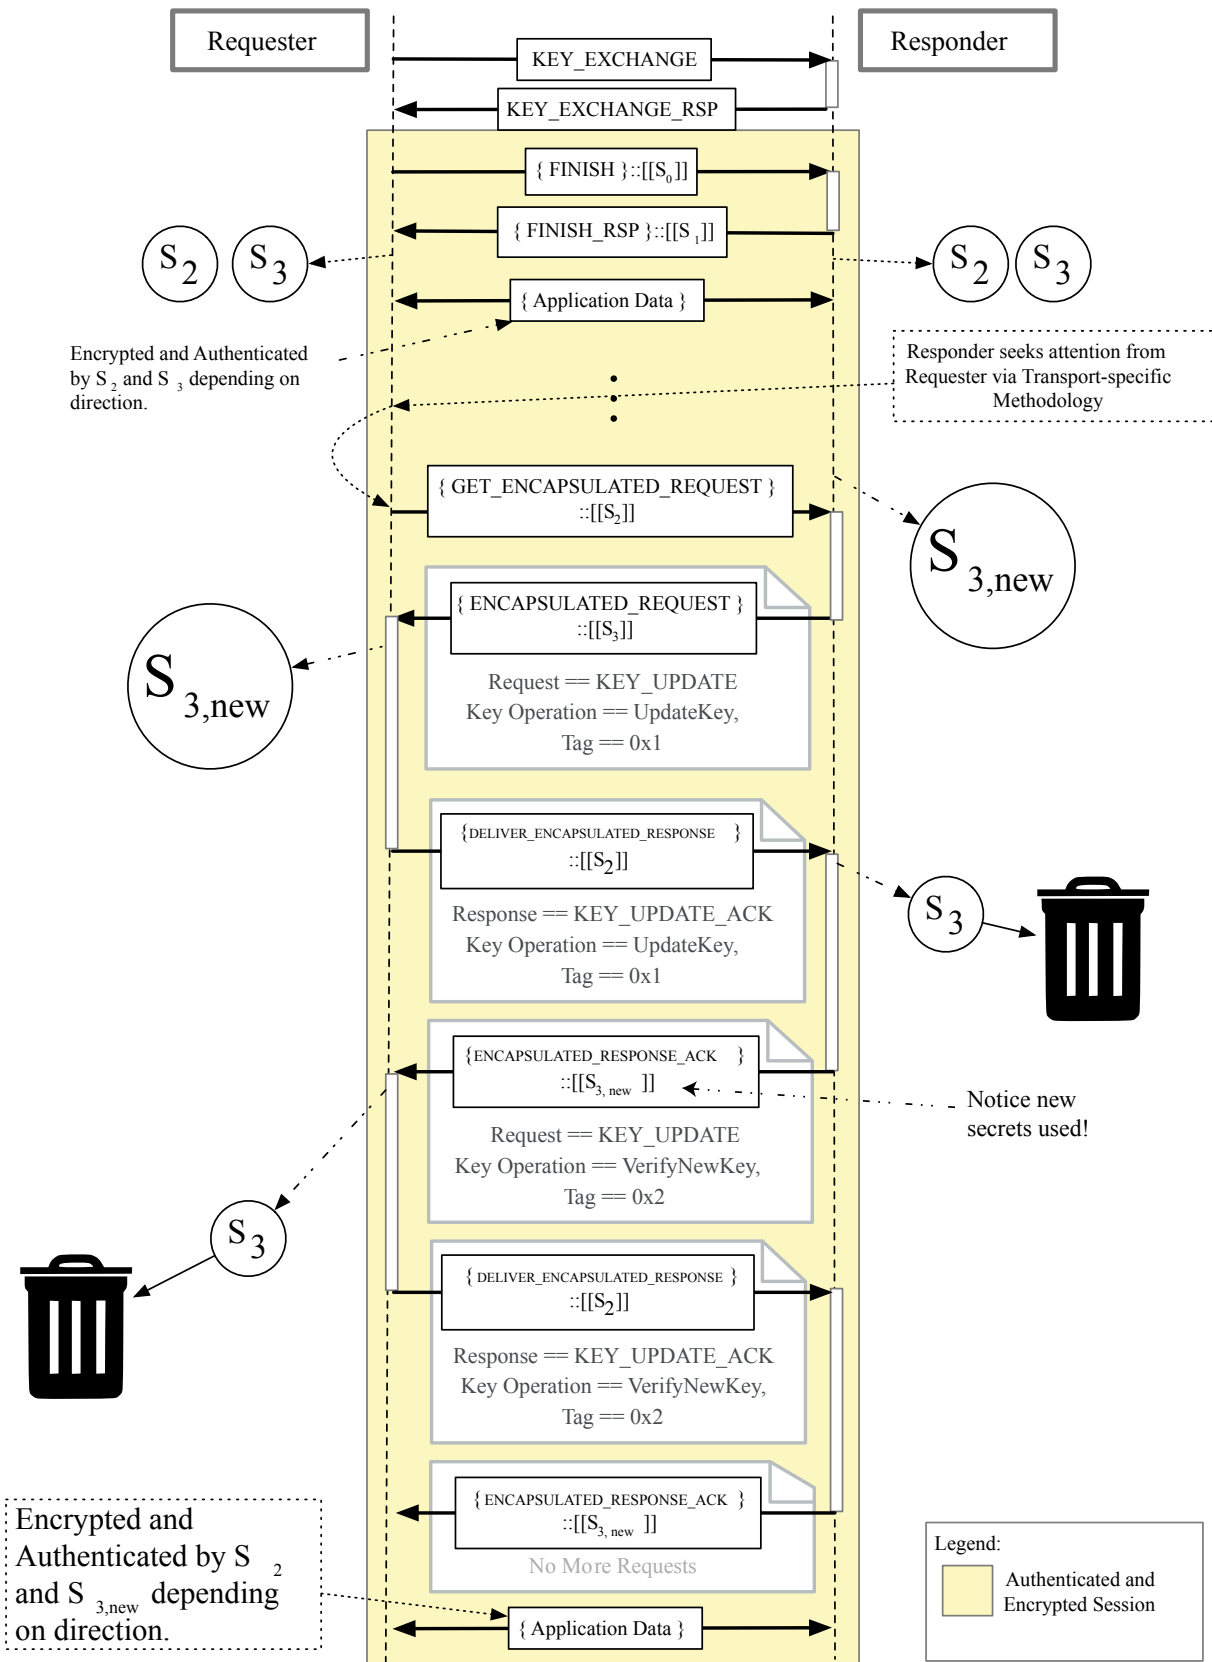 Requester
Responder
KEY_EXCHANGE
KEY_EXCHANGE_RSP
{ FINISH }::[[S0]]
{ FINISH_RSP }::[[S1]]
S2
S3
S2
S3
{ Application Data }
Encrypted and Authenticated
by S2 and S3 depending on
direction.
Responder seeks attention from
Requester via Transport-specific
Methodology
{ GET_ENCAPSULATED_REQUEST }
::[[S2]]
S3,new
{ ENCAPSULATED_REQUEST }
::[[S3]]
S3,new
Request == KEY_UPDATE
Key Operation == UpdateKey,
Tag == 0x1
{DELIVER_ENCAPSULATED_RESPONSE }
::[[S2]]
S3
Response == KEY_UPDATE_ACK
Key Operation == UpdateKey,
Tag == 0x1
{ENCAPSULATED_RESPONSE_ACK }
::[[S3, new ]]
Notice new
secrets used!
Request == KEY_UPDATE
Key Operation == VerifyNewKey,
Tag == 0x2
S3
{ DELIVER_ENCAPSULATED_RESPONSE }
::[[S2]]
Response == KEY_UPDATE_ACK
Key Operation == VerifyNewKey,
Tag == 0x2
{ ENCAPSULATED_RESPONSE_ACK }
::[[S3, new ]]
No More Requests
Encrypted and
Authenticated by S2
and S3,new depending
on direction.
{ Application Data }
Legend:
Authenticated and
Encrypted Session